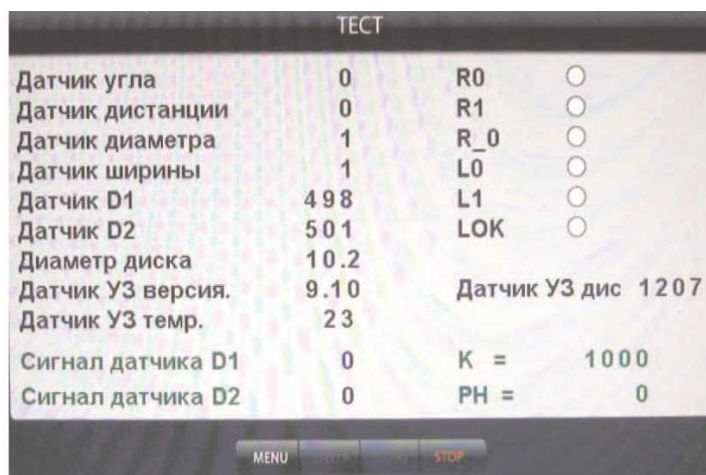 ТЕСТ
Датчик угла 0 R0
Датчик дистанции 0 R1
Датчик диаметра 1 R_0
Датчик ширины 1 L0
Датчик D1 498 L1
Датчик D2 501 LOK
Диаметр диска 10.2
Датчик УЗ версия. 9.10 Датчик УЗ дис 1207
Датчик УЗ темр. 23
Сигнал датчика D1 0 K = 1000
Сигнал датчика D2 0 PH = 0
MENU STOP